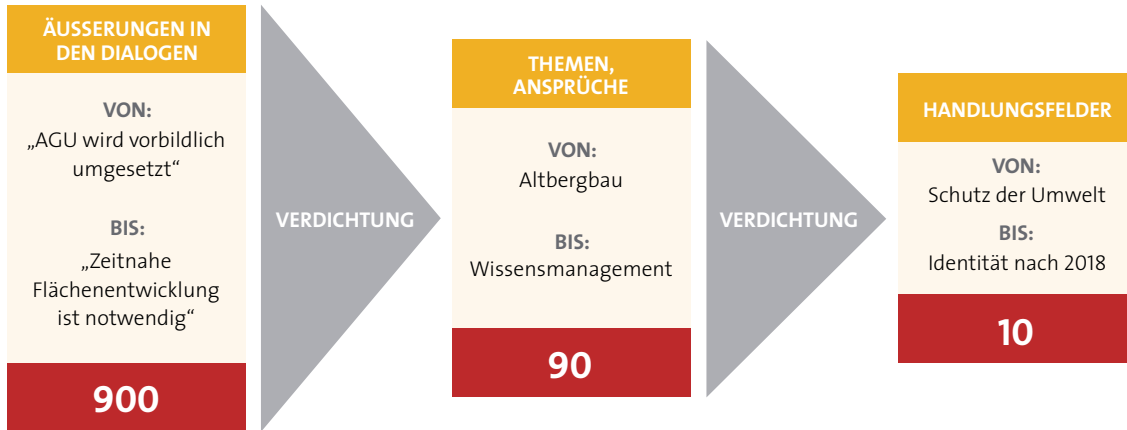 ÄUSSERUNGEN IN
DEN DIALOGEN
VON:
„AGU wird vorbildlich
umgesetzt“
BIS:
„Zeitnahe
Flächenentwicklung
ist notwendig“
900
VERDICHTUNG
THEMEN,
ANSPRÜCHE
VON:
Altbergbau
BIS:
Wissensmanagement
90
VERDICHTUNG
HANDLUNGSFELDER
VON:
Schutz der Umwelt
BIS:
Identität nach 2018
10